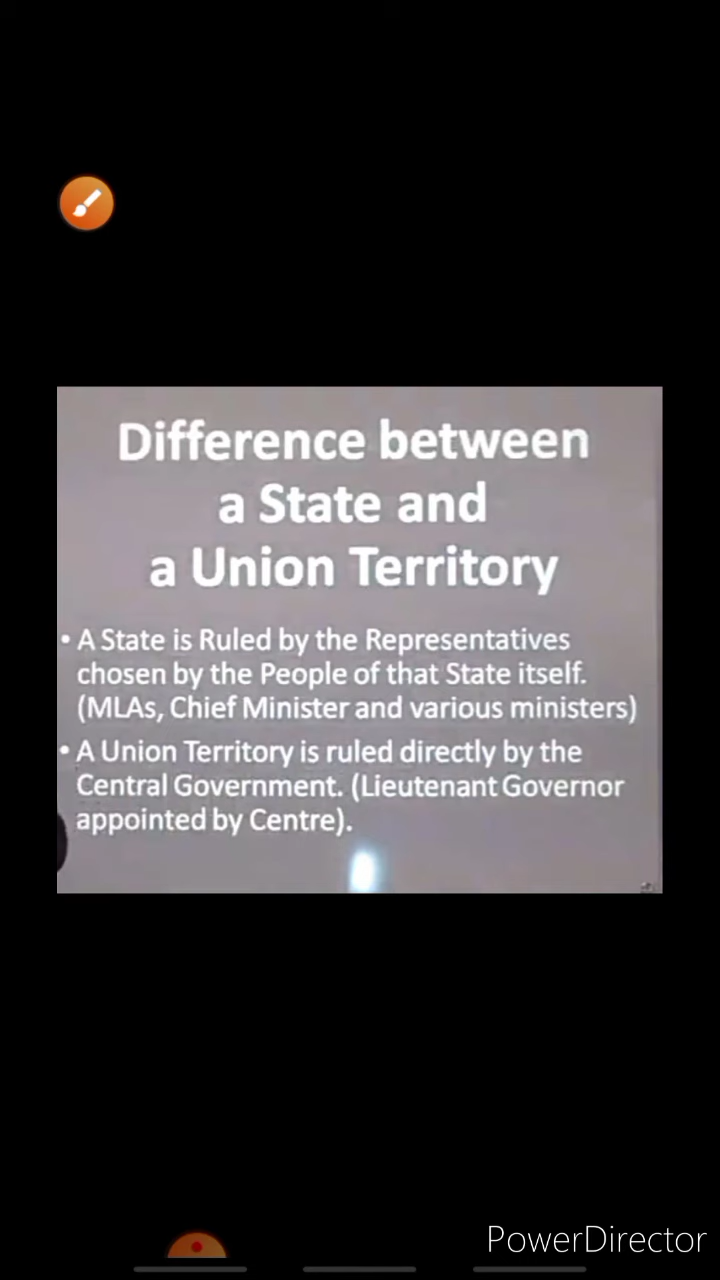 Difference between
a State and
a Union Territory
• A State is Ruled by the Representatives
chosen by the People of that State itself.
(MLAs, Chief Minister and various ministers)
• A Union Territory is ruled directly by the
Central Government. (Lieutenant Governor
appointed by Centre).
PowerDirector